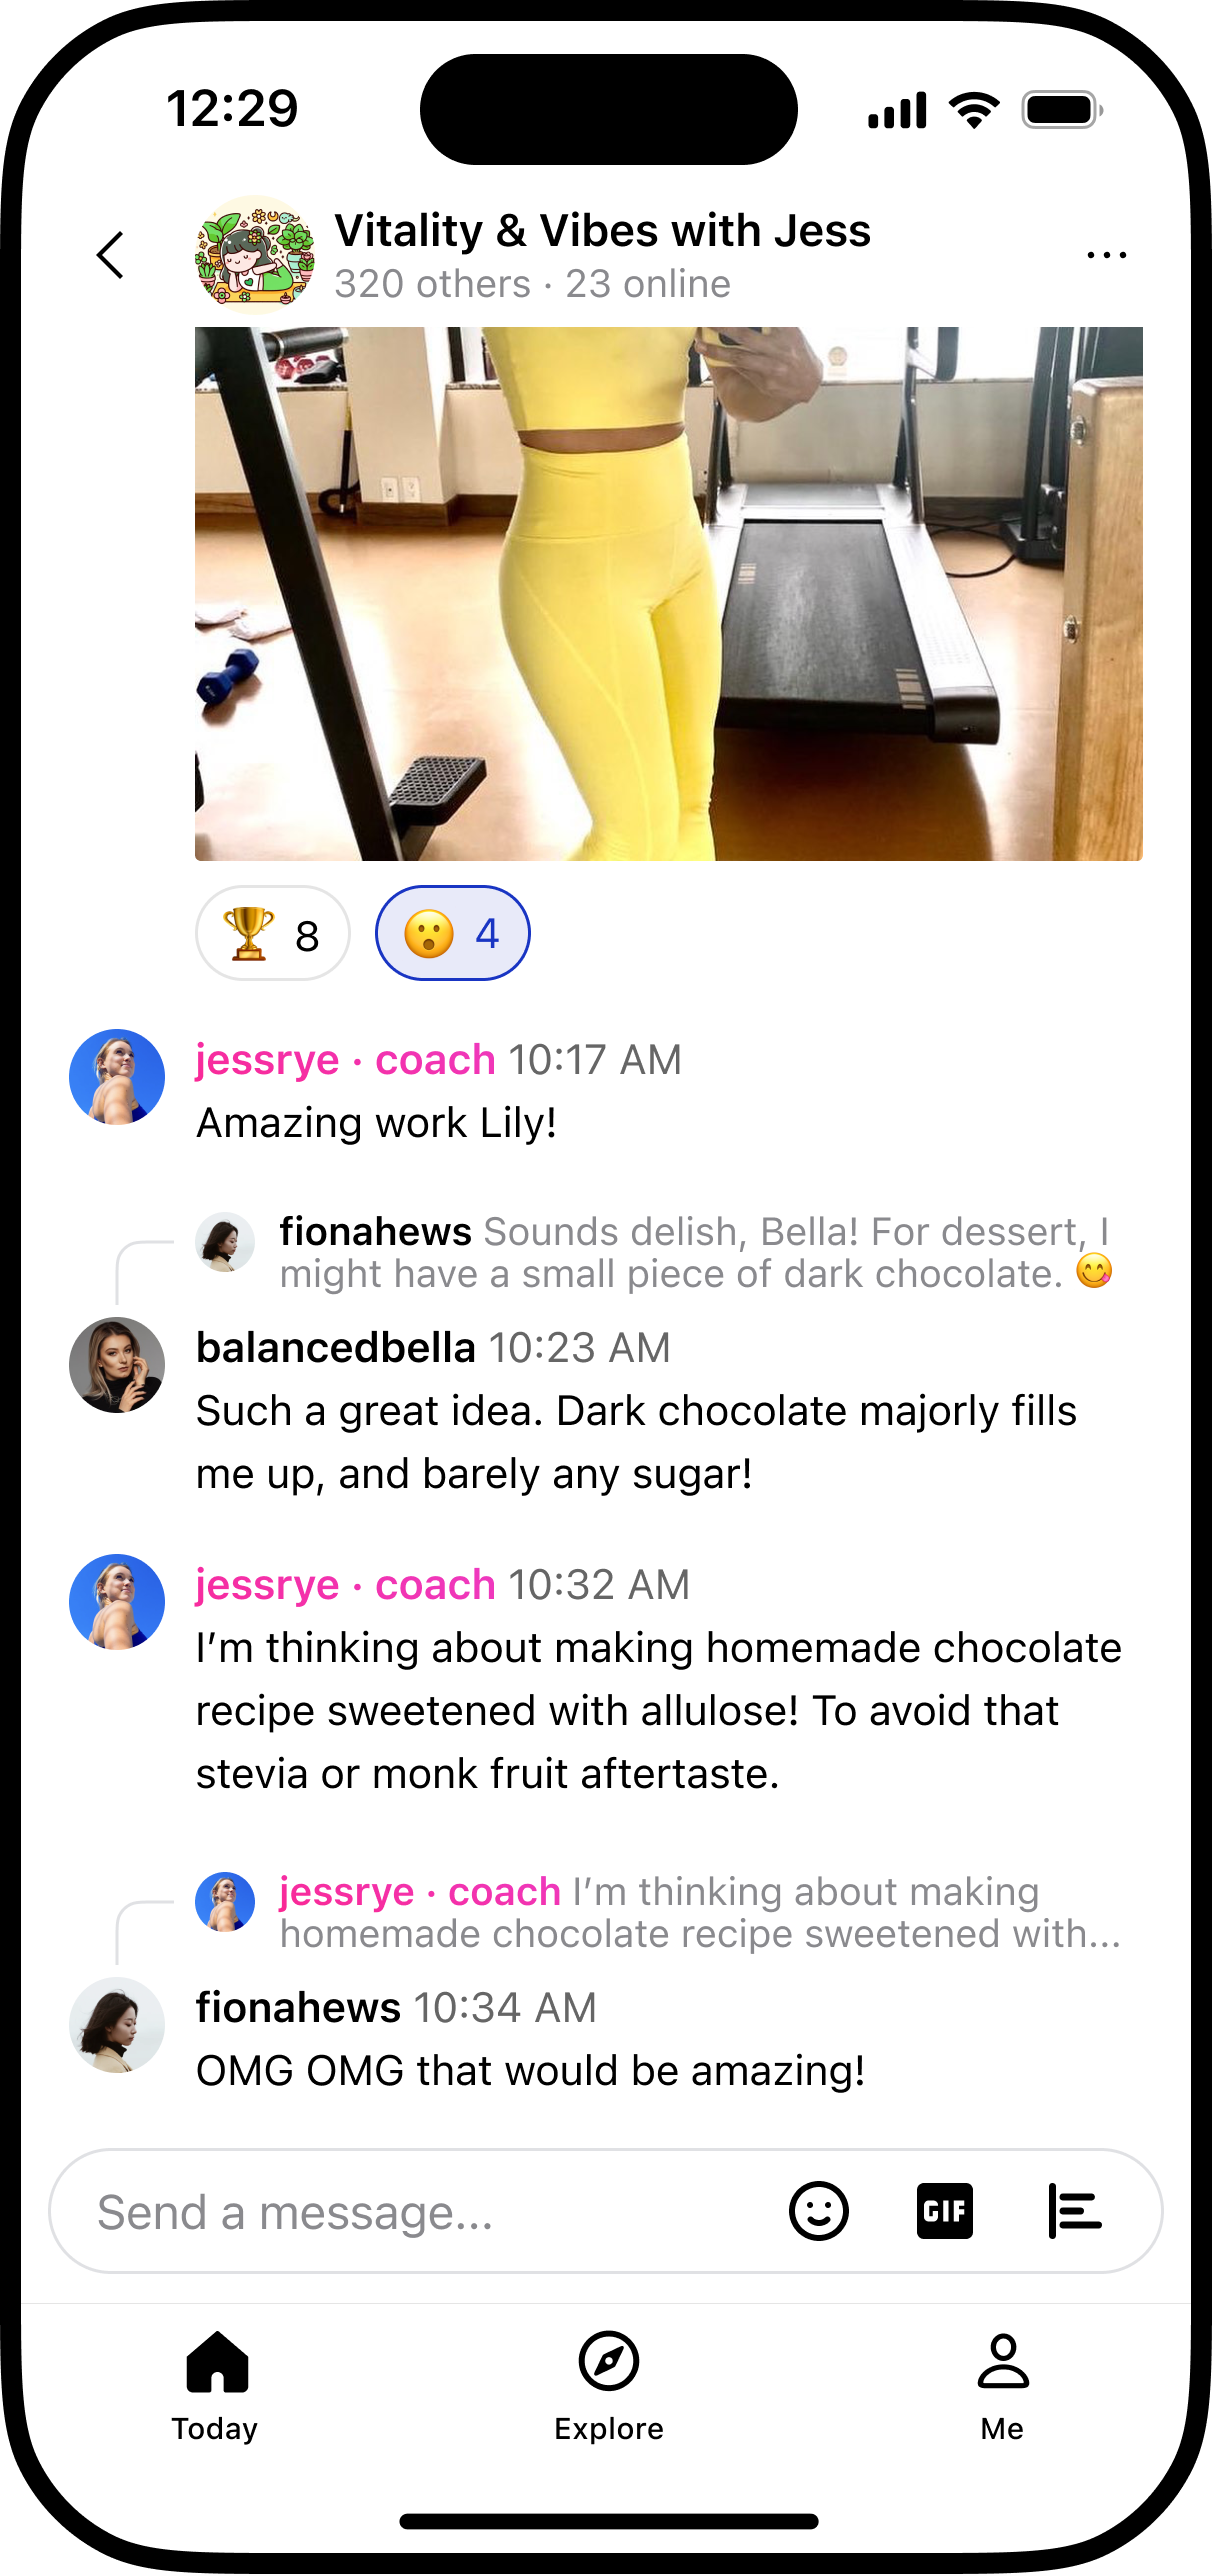 12:29
Vitality & Vibes with Jess
320 others · 23 online
🏆 8 😮 4
jessrye · coach 10:17 AM
Amazing work Lily!
fionahews Sounds delish, Bella! For dessert, I
might have a small piece of dark chocolate. 😋
balancedbella 10:23 AM
Such a great idea. Dark chocolate majorly fills
me up, and barely any sugar!
jessrye · coach 10:32 AM
I’m thinking about making homemade chocolate
recipe sweetened with allulose! To avoid that
stevia or monk fruit aftertaste.
jessrye · coach I’m thinking about making
homemade chocolate recipe sweetened with...
fionahews 10:34 AM
OMG OMG that would be amazing!
Send a message... GIF
Today Explore Me